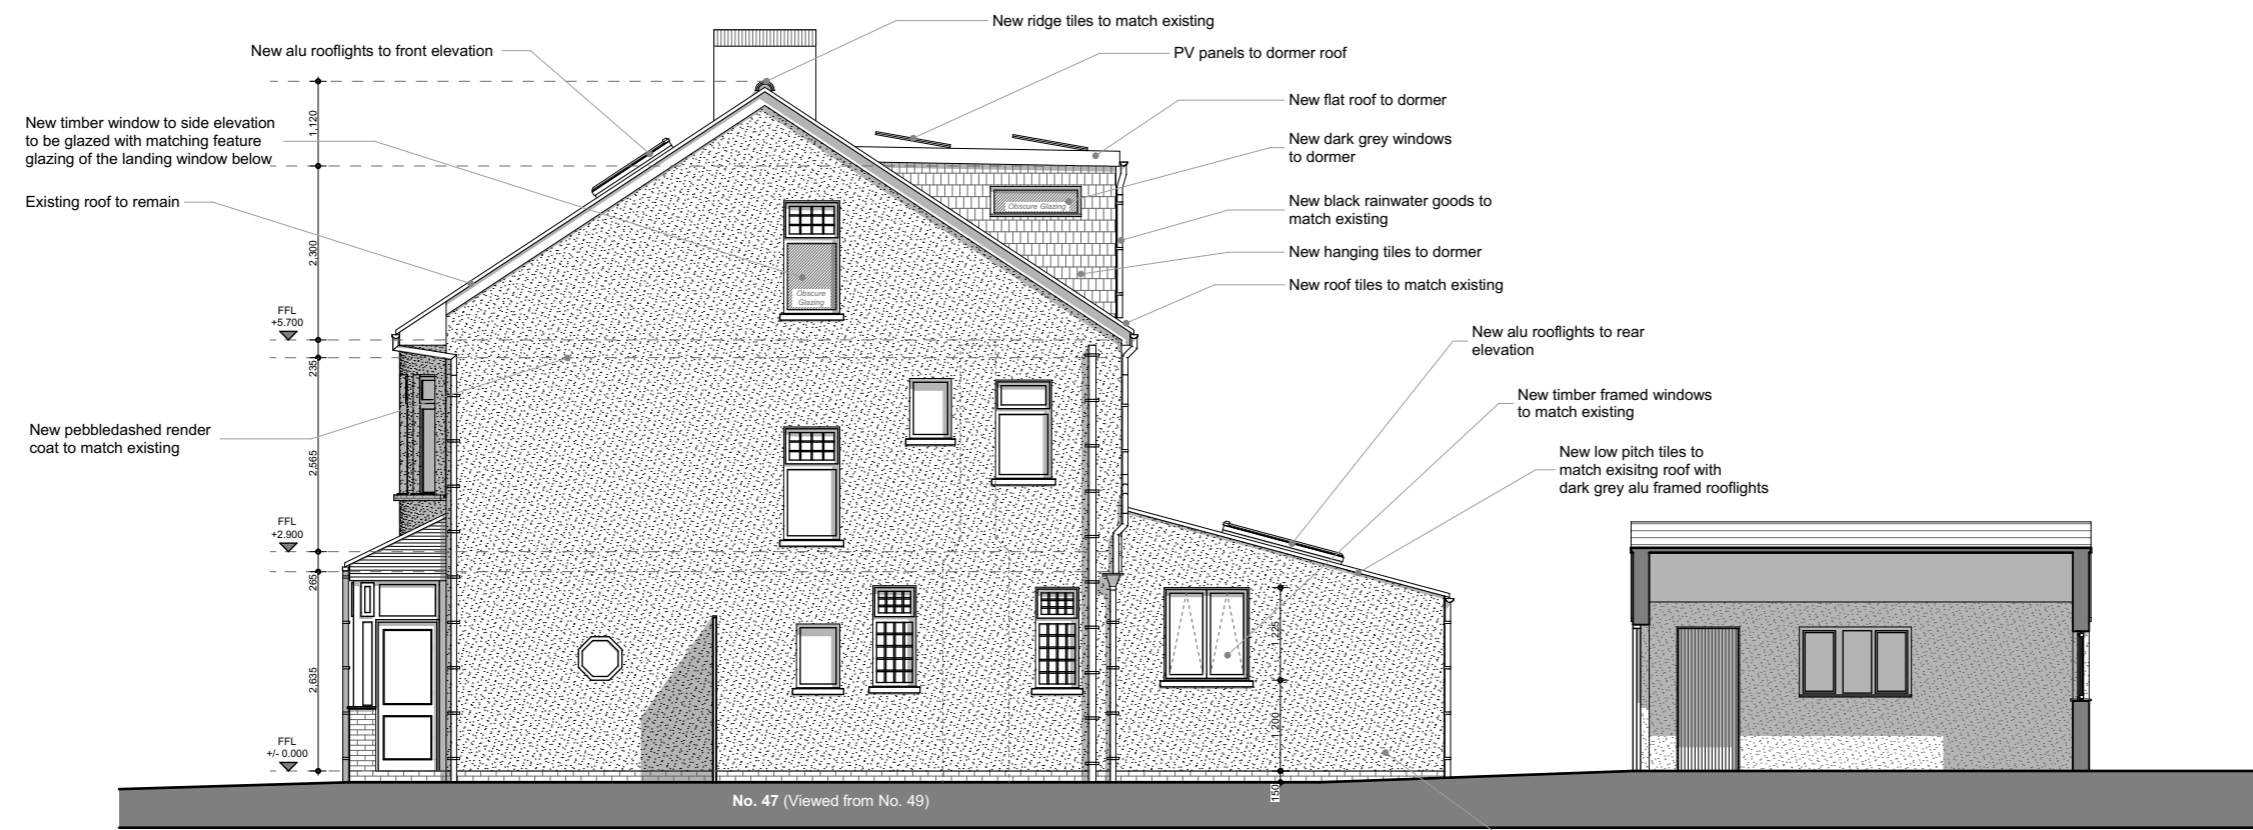 New ridge tiles to match existing
New alu rooflights to front elevation
PV panels to dormer roof
New flat roof to dormer
New timber window to side elevation
to be glazed with matching feature
glazing of the landing window below
New dark grey windows
to dormer
Existing roof to remain
New black rainwater goods to
match existing
New hanging tiles to dormer
New roof tiles to match existing
Obscure Glazing
Obscure
Glazing
1,120
2,300
FFL
+5.700
235
New alu rooflights to rear
elevation
New timber framed windows
to match existing
New pebbledashed render
coat to match existing
2,565
New low pitch tiles to
match exisitng roof with
dark grey alu framed rooflights
FFL
+2.900
265
2,635
FFL
+/- 0.000
150
No. 47 (Viewed from No. 49)